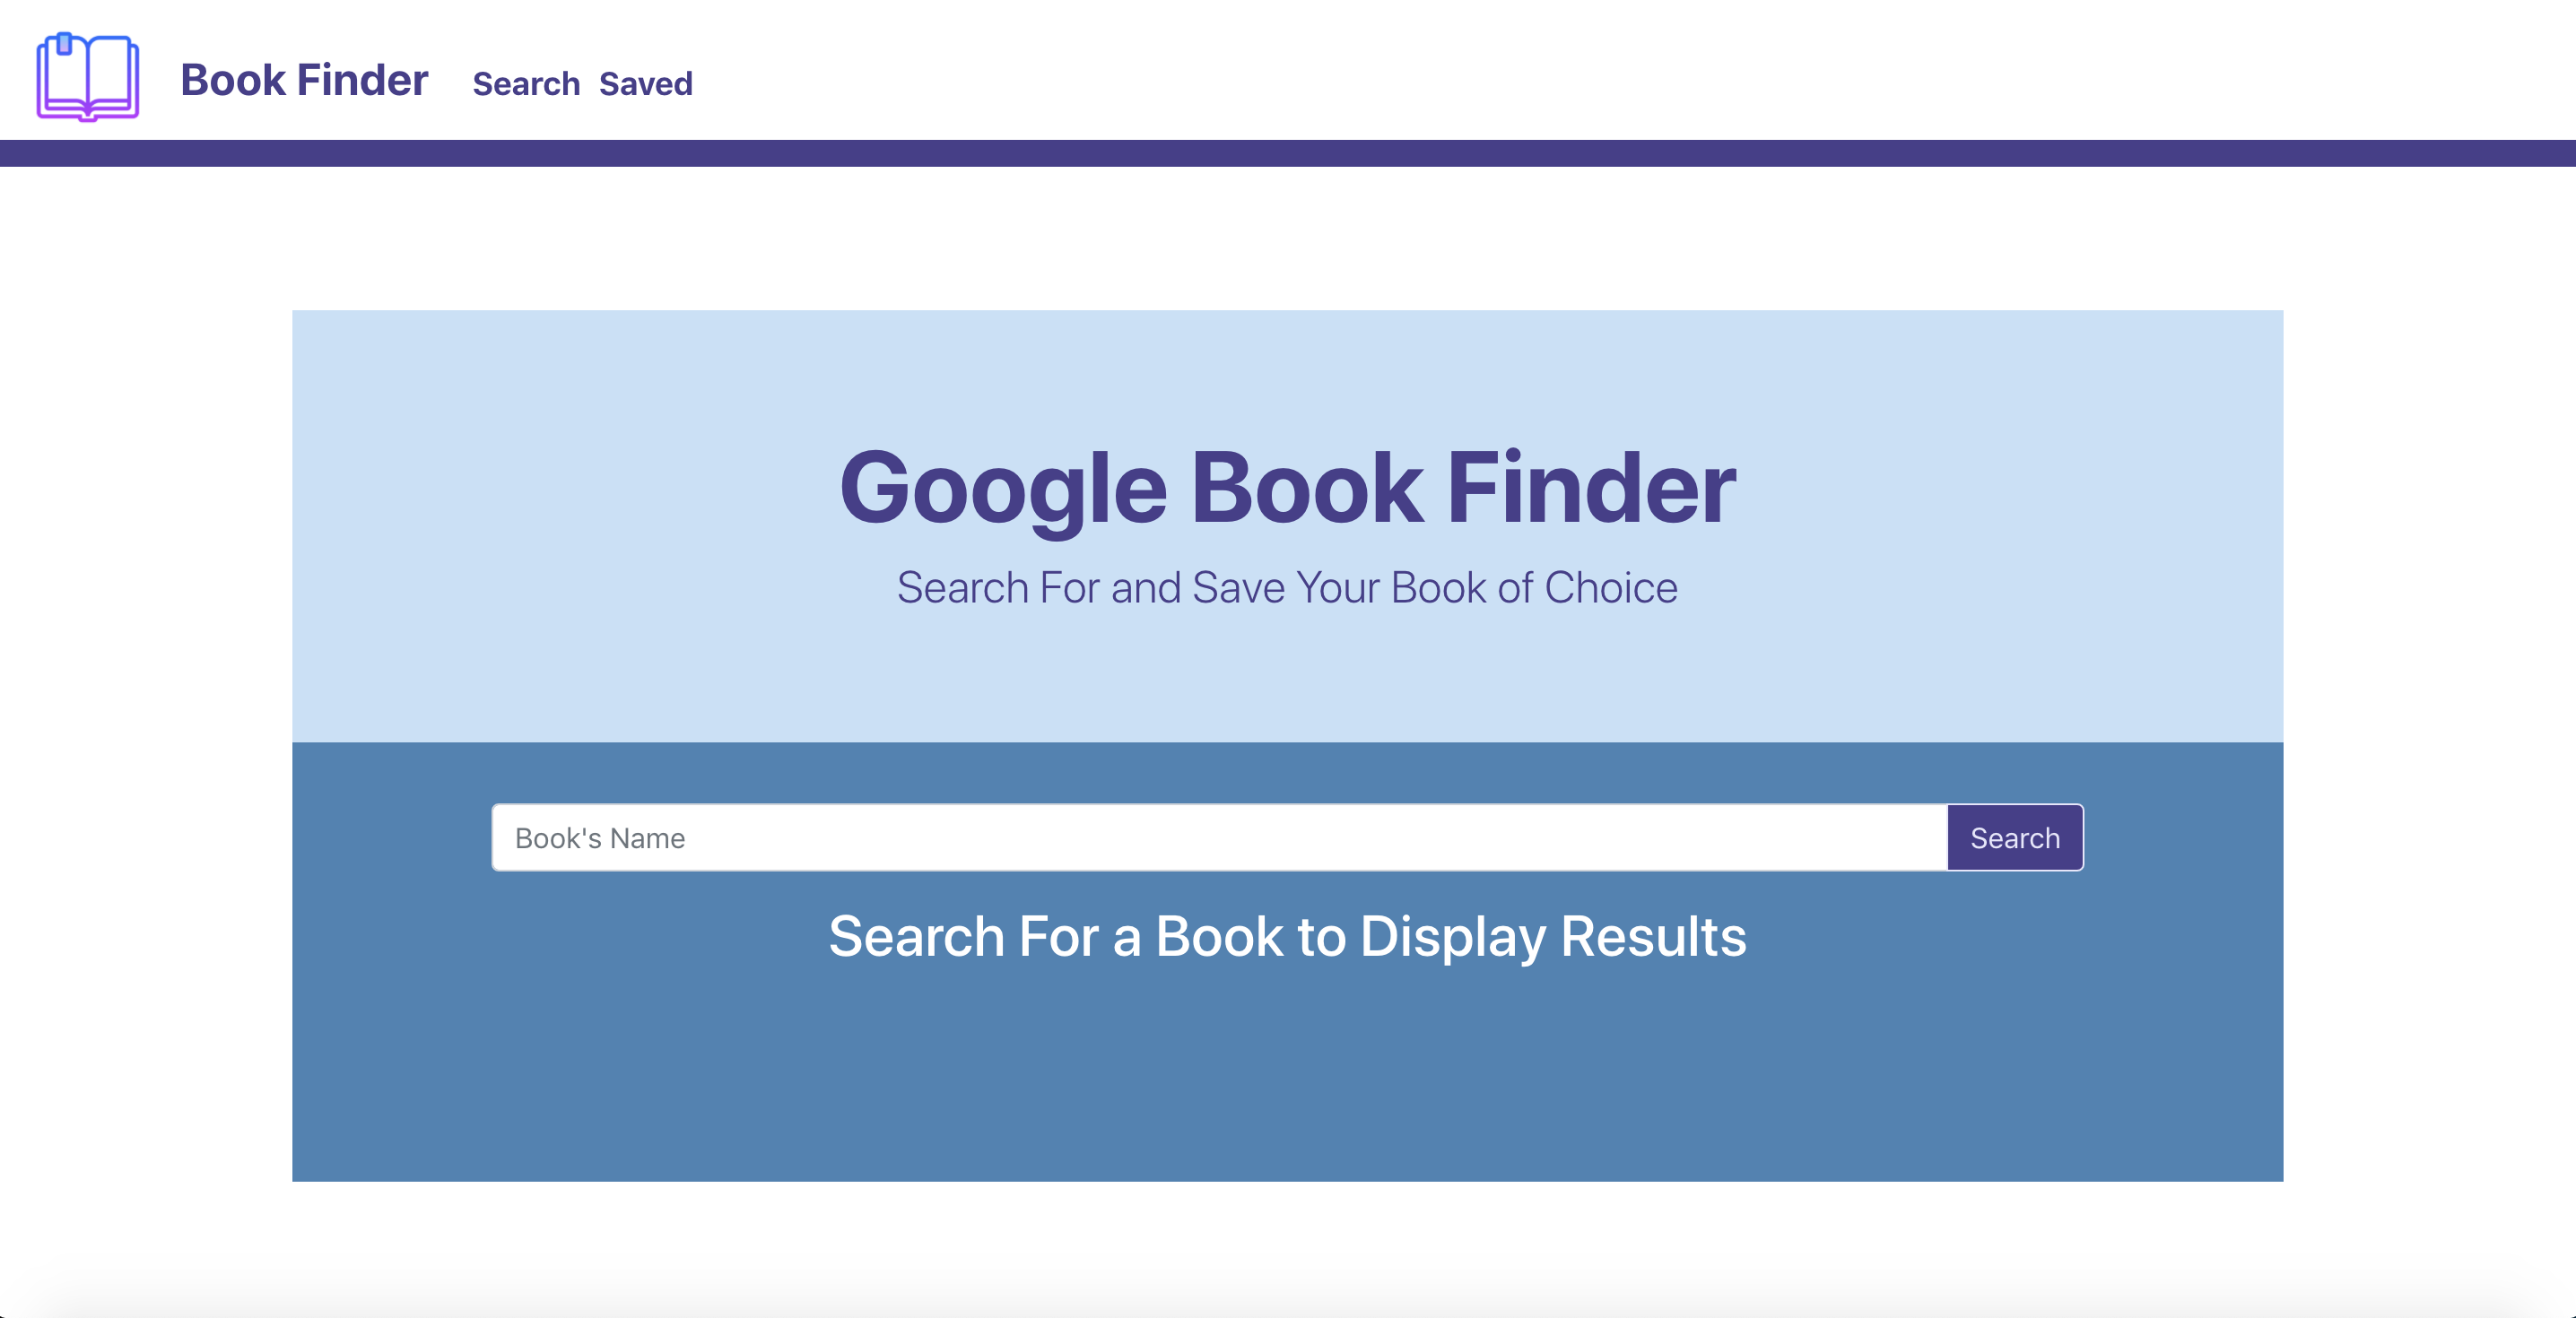 Book Finder Search Saved
Google Book Finder
Search For and Save Your Book of Choice
Book's Name Search
Search For a Book to Display Results